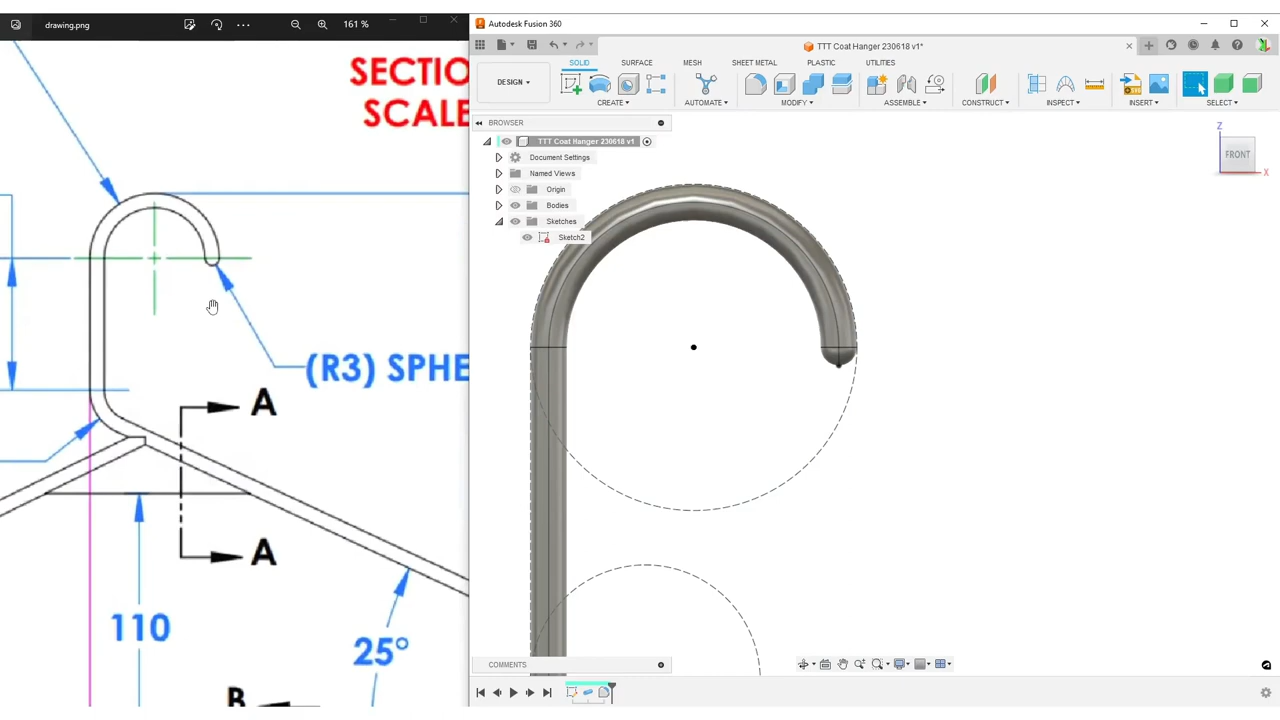 drawing.png
161 %
SECTIO
SCALE
(R3) SPHE
A
A
110
25°
B
Autodesk Fusion 360
TTT Coat Hanger 230618 v1*
SOLID SURFACE MESH SHEET METAL PLASTIC UTILITIES
DESIGN
CREATE AUTOMATE MODIFY ASSEMBLE CONSTRUCT INSPECT INSERT SELECT
BROWSER
TTT Coat Hanger 230618 v1
Document Settings
Named Views
Origin
Bodies
Sketches
Sketch2
Z
FRONT
X
COMMENTS